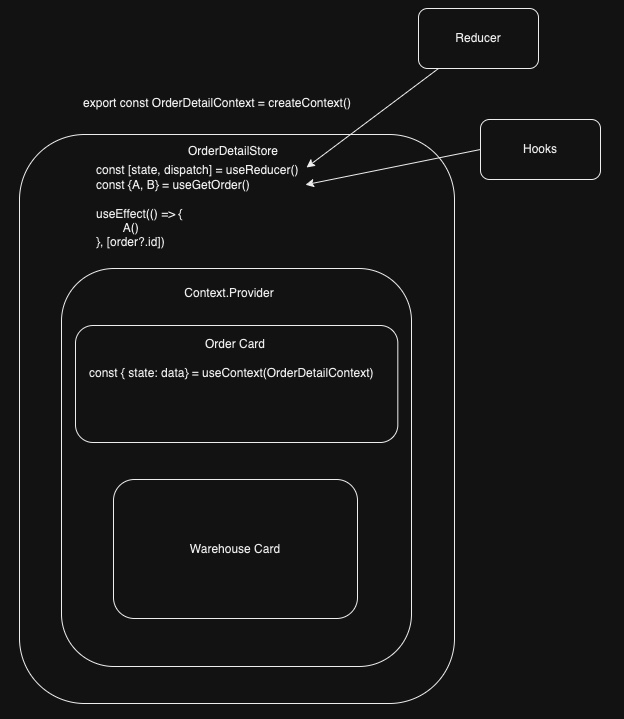 Reducer
export const OrderDetailContext = createContext()
Hooks
OrderDetailStore
const [state, dispatch] = useReducer()
const {A, B} = useGetOrder()
useEffect(() => {
A()
}, [order?.id])
Context.Provider
Order Card
const { state: data} = useContext(OrderDetailContext)
Warehouse Card